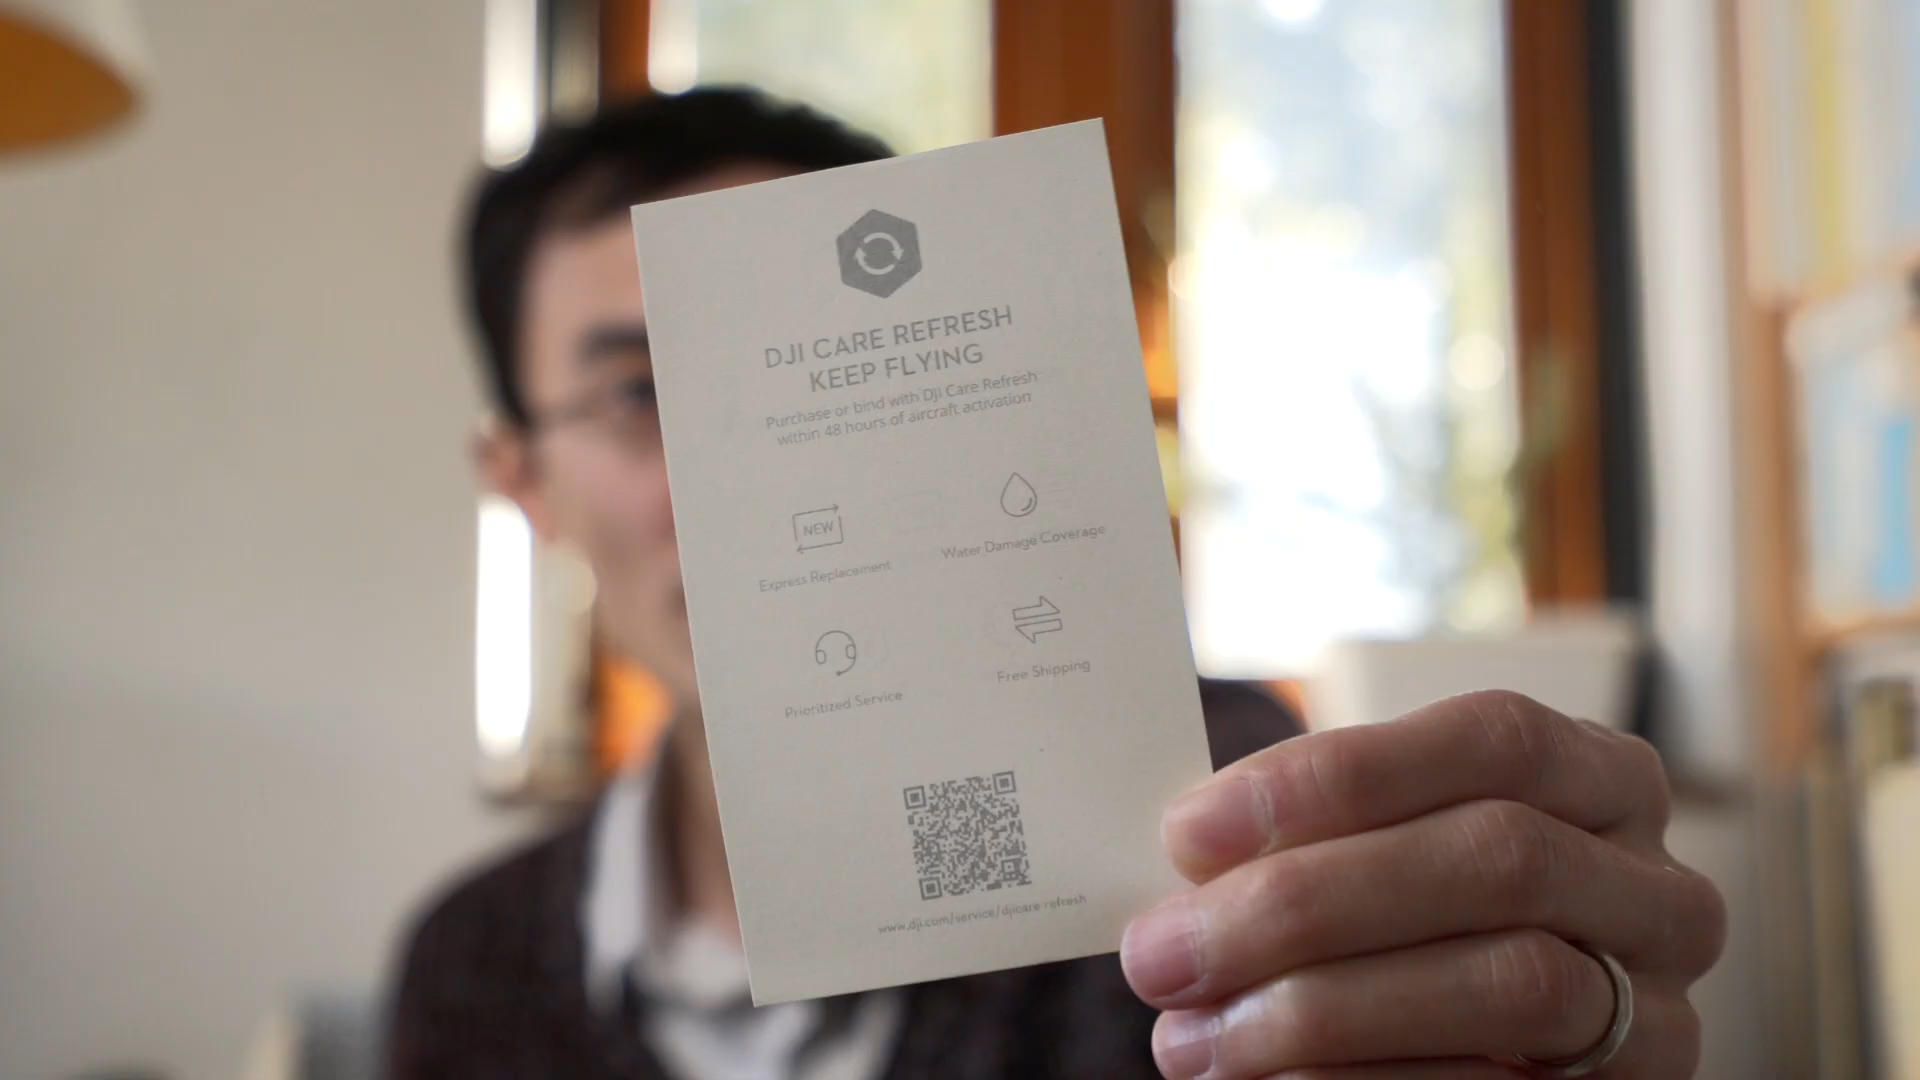 DJI CARE REFRESH
KEEP FLYING
Purchase or bind with DJI Care Refresh
within 48 hours of aircraft activation
NEW
Express Replacement
Water Damage Coverage
Prioritized Service
Free Shipping
www.dji.com/service/djicare-refresh